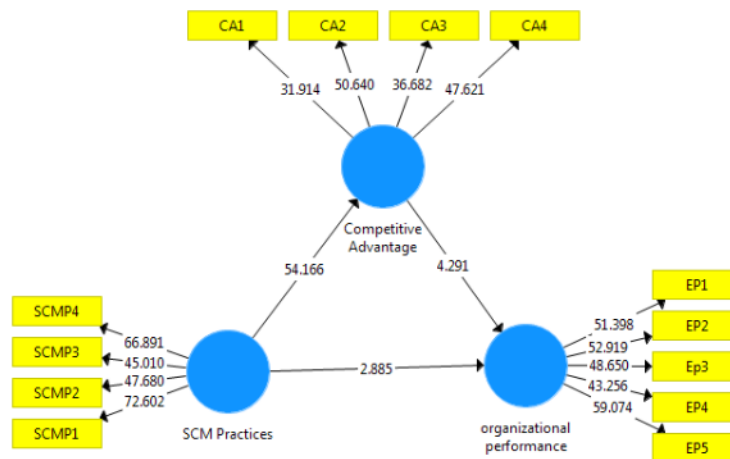 CA1 CA2 CA3 CA4
31.914 50.640 36.682 47.621
Competitive
Advantage
54.166 4.291
SCMP4
SCMP3
SCMP2
SCMP1
66.891
45.010
47.680
72.602
SCM Practices
2.885
organizational
performance
51.398
52.919
48.650
43.256
59.074
EP1
EP2
Ep3
EP4
EP5